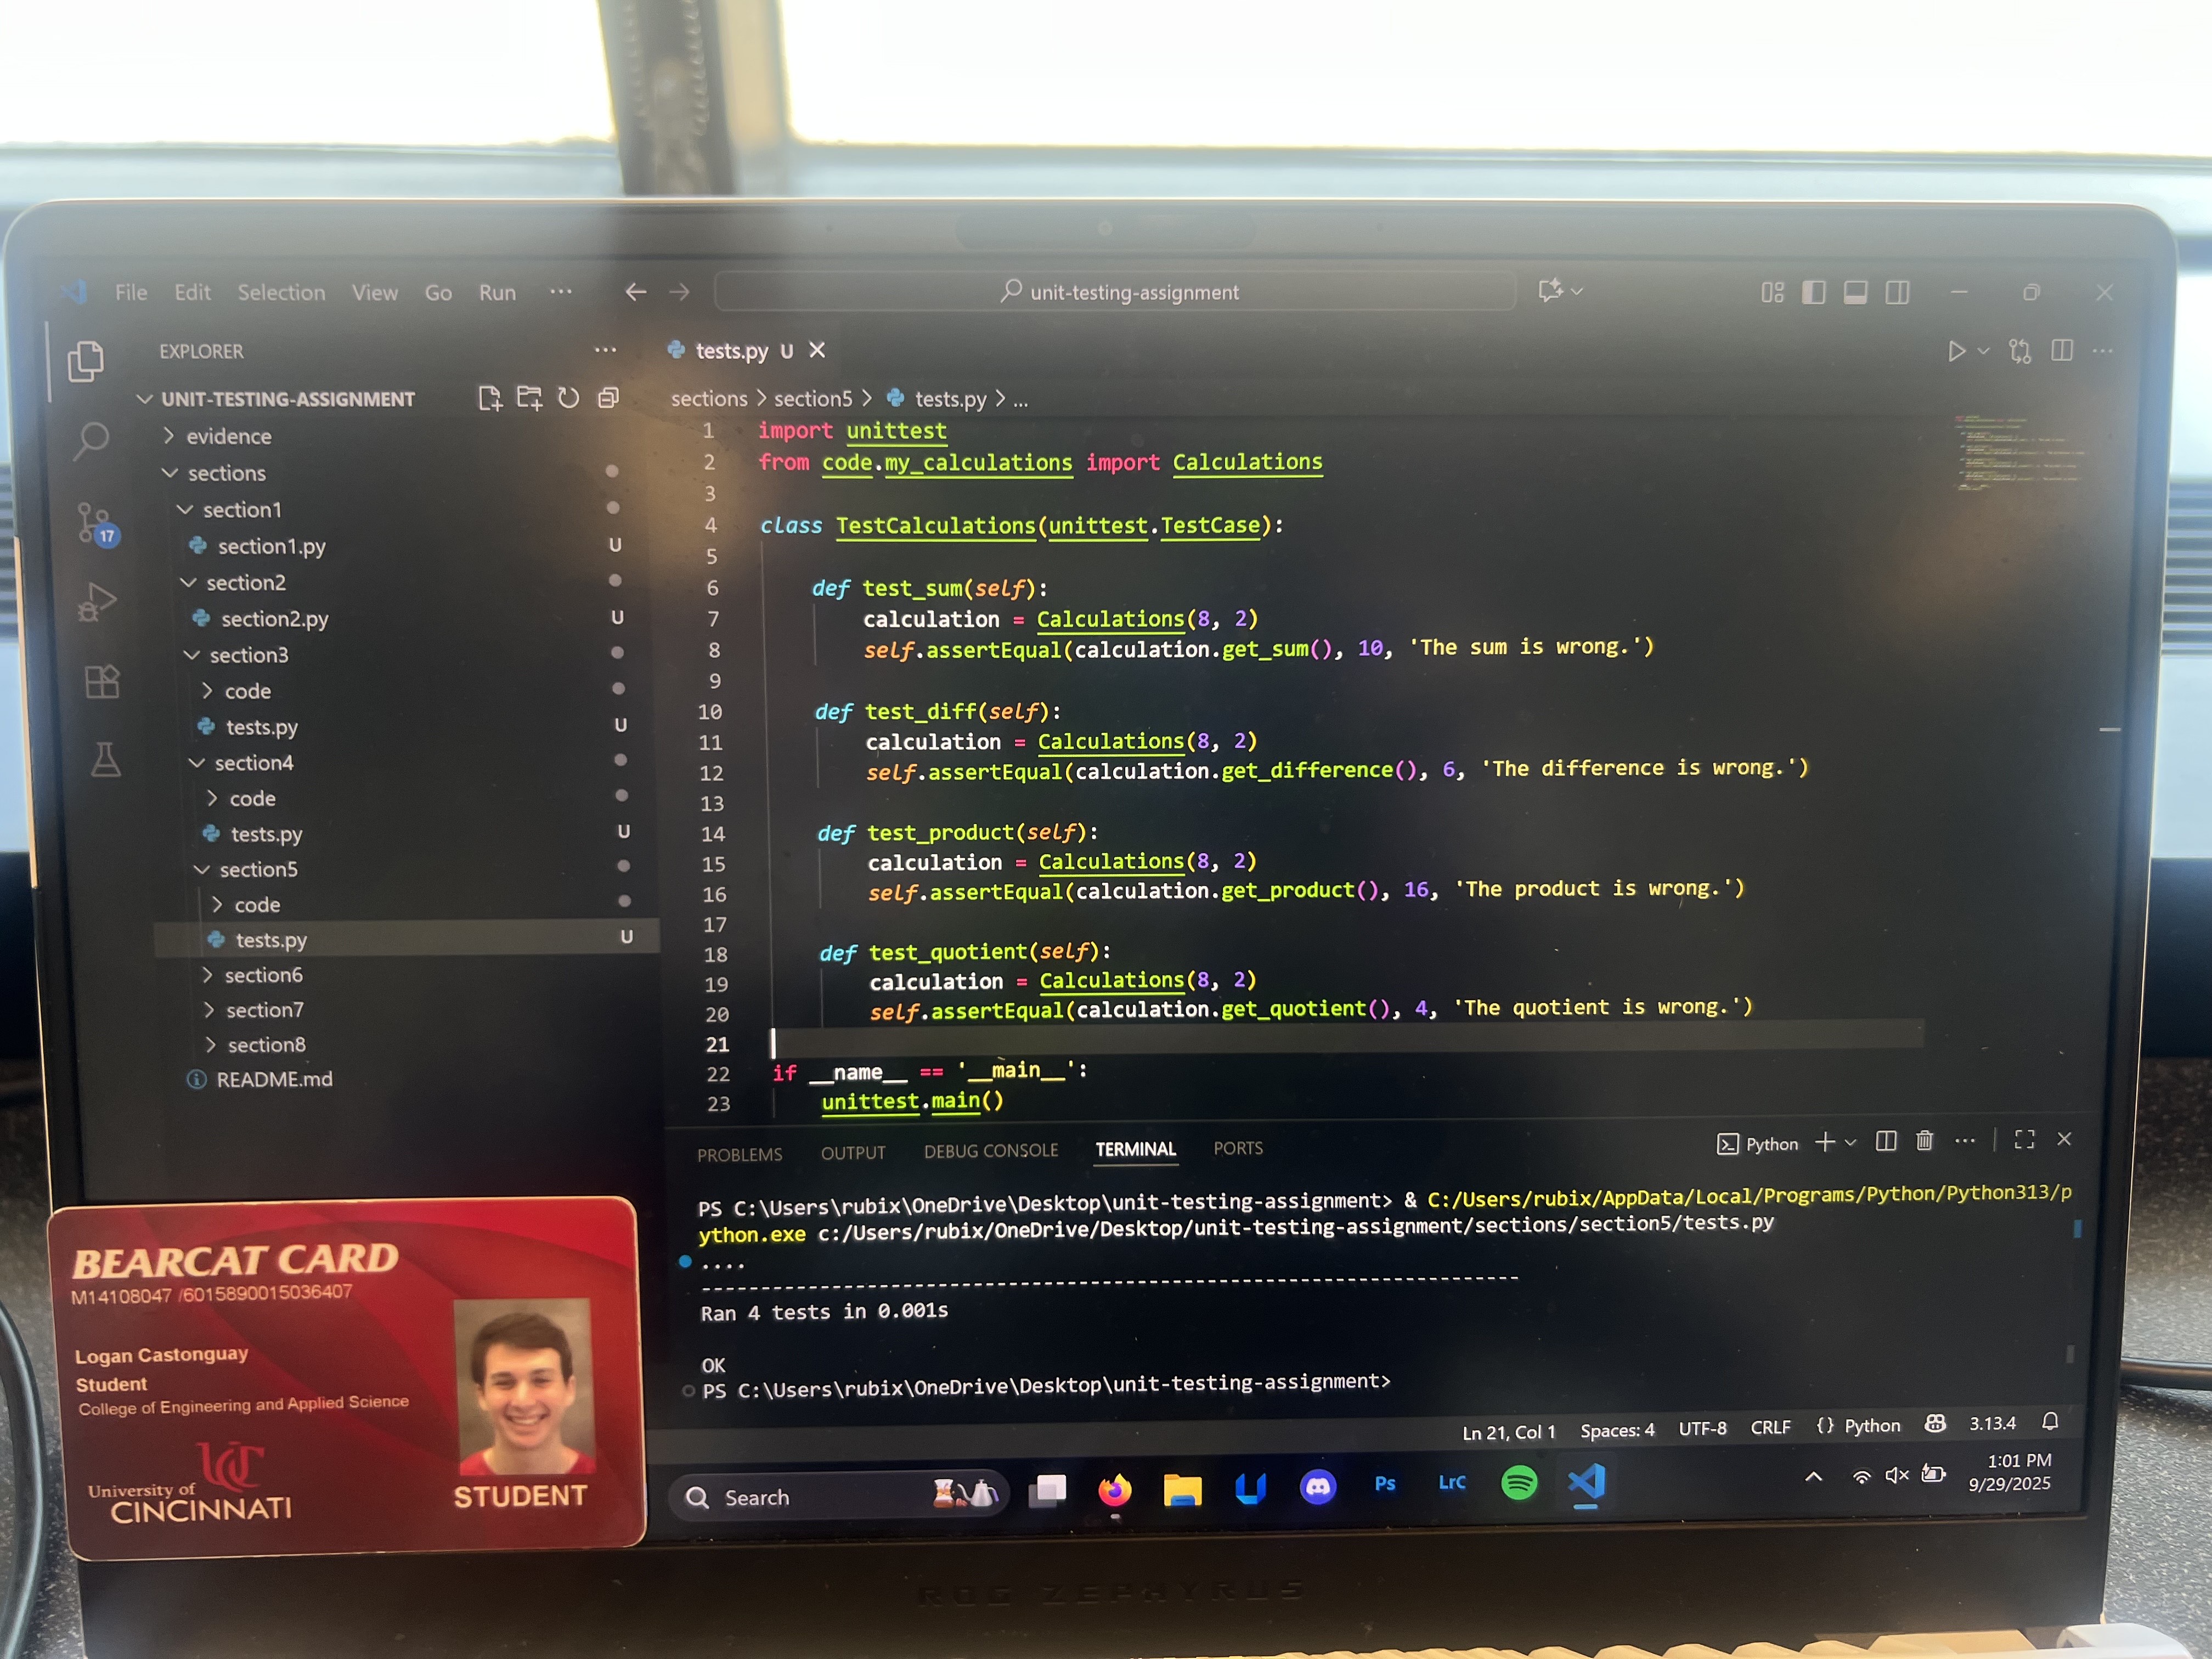 File Edit Selection View Go Run ... unit-testing-assignment
EXPLORER ...
UNIT-TESTING-ASSIGNMENT
evidence
sections
section1
section1.py U
section2
section2.py U
section3
code
tests.py U
section4
code
tests.py U
section5
code
tests.py U
section6
section7
section8
README.md
17
tests.py U
sections > section5 > tests.py > ...
1 import unittest
2 from code.my_calculations import Calculations
3
4 class TestCalculations(unittest.TestCase):
5
6     def test_sum(self):
7         calculation = Calculations(8, 2)
8         self.assertEqual(calculation.get_sum(), 10, 'The sum is wrong.')
9
10     def test_diff(self):
11         calculation = Calculations(8, 2)
12         self.assertEqual(calculation.get_difference(), 6, 'The difference is wrong.')
13
14     def test_product(self):
15         calculation = Calculations(8, 2)
16         self.assertEqual(calculation.get_product(), 16, 'The product is wrong.')
17
18     def test_quotient(self):
19         calculation = Calculations(8, 2)
20         self.assertEqual(calculation.get_quotient(), 4, 'The quotient is wrong.')
21
22 if __name__ == '__main__':
23     unittest.main()
PROBLEMS OUTPUT DEBUG CONSOLE TERMINAL PORTS Python
PS C:\Users\rubix\OneDrive\Desktop\unit-testing-assignment> & C:/Users/rubix/AppData/Local/Programs/Python/Python313/p
ython.exe c:/Users/rubix/OneDrive/Desktop/unit-testing-assignment/sections/section5/tests.py
....
----------------------------------------------------------------------
Ran 4 tests in 0.001s
OK
PS C:\Users\rubix\OneDrive\Desktop\unit-testing-assignment>
Ln 21, Col 1 Spaces: 4 UTF-8 CRLF {} Python 3.13.4
Search Ps LrC
1:01 PM
9/29/2025
BEARCAT CARD
M14108047 /6015890015036407
Logan Castonguay
Student
College of Engineering and Applied Science
UC
University of
CINCINNATI
STUDENT
ROG ZEPHYRUS